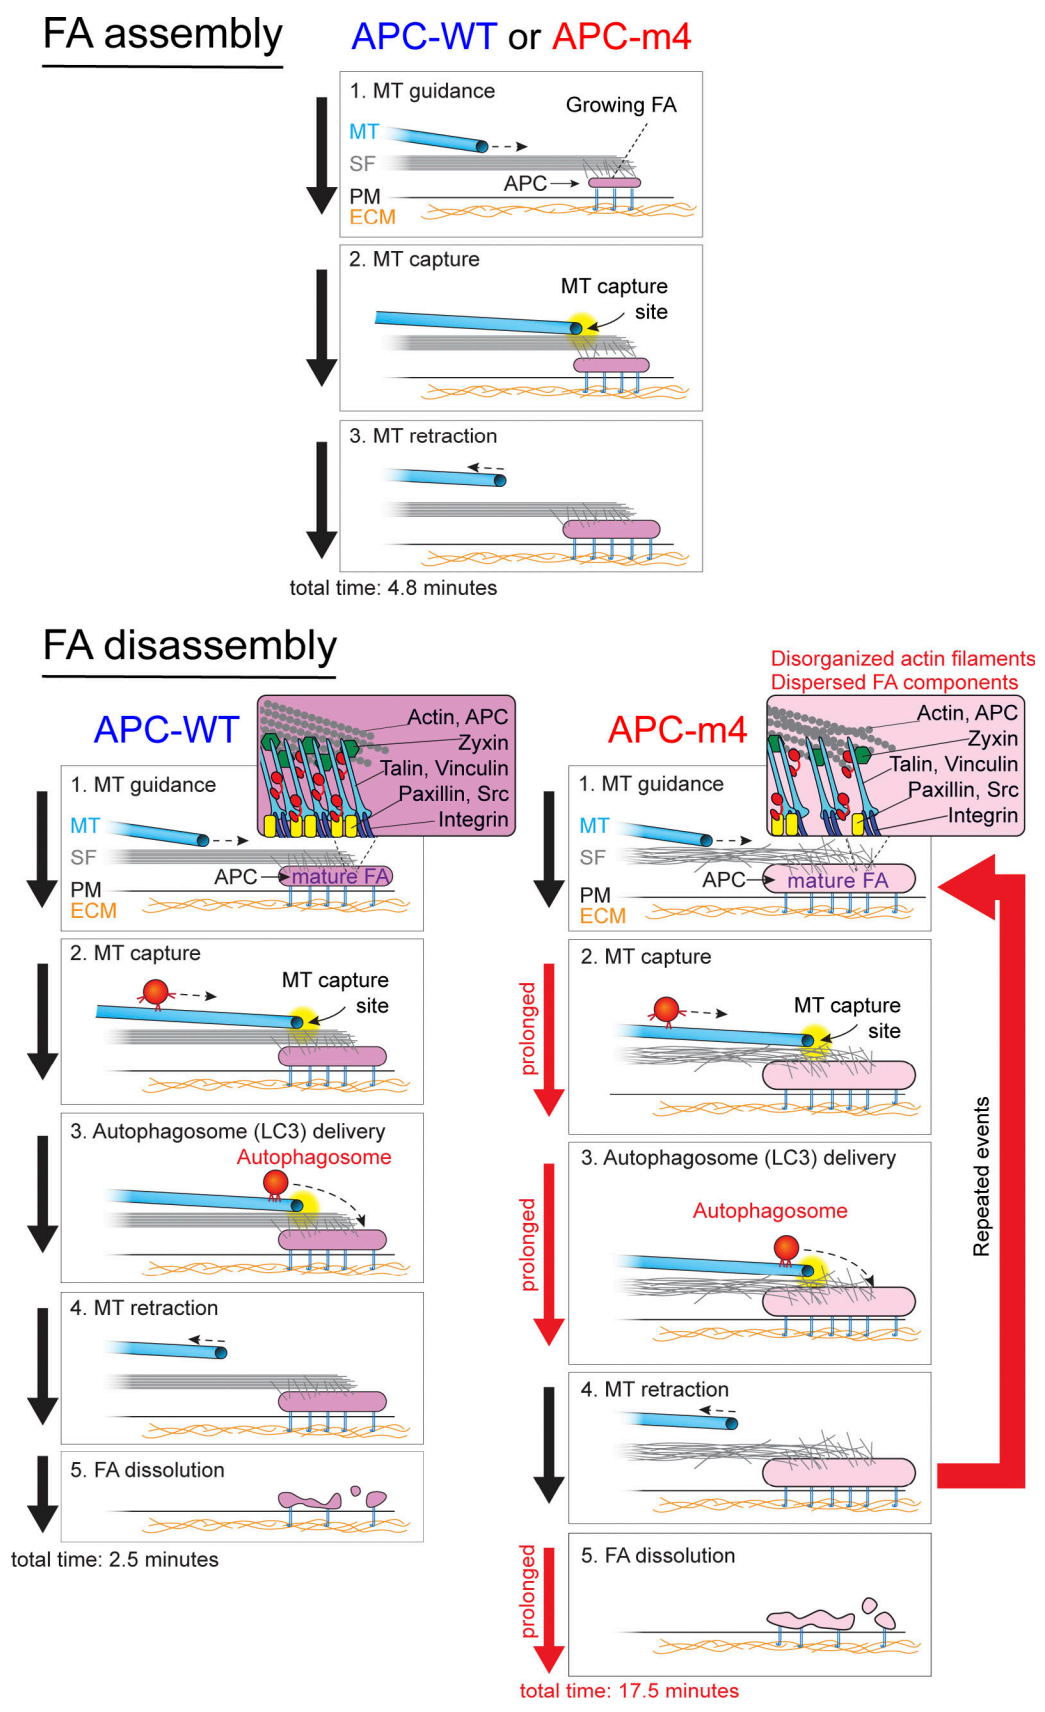 FA assembly
APC-WT or APC-m4
1. MT guidance
Growing FA
MT
SF
APC
PM
ECM
2. MT capture
MT capture
site
3. MT retraction
total time: 4.8 minutes
FA disassembly
APC-WT
Actin, APC
Zyxin
Talin, Vinculin
Paxillin, Src
Integrin
1. MT guidance
MT
SF
APC
mature FA
PM
ECM
2. MT capture
MT capture
site
3. Autophagosome (LC3) delivery
Autophagosome
4. MT retraction
5. FA dissolution
total time: 2.5 minutes
Disorganized actin filaments
Dispersed FA components
APC-m4
Actin, APC
Zyxin
Talin, Vinculin
Paxillin, Src
Integrin
1. MT guidance
MT
SF
APC
mature FA
PM
ECM
2. MT capture
prolonged
MT capture
site
3. Autophagosome (LC3) delivery
prolonged
Autophagosome
4. MT retraction
Repeated events
5. FA dissolution
prolonged
total time: 17.5 minutes